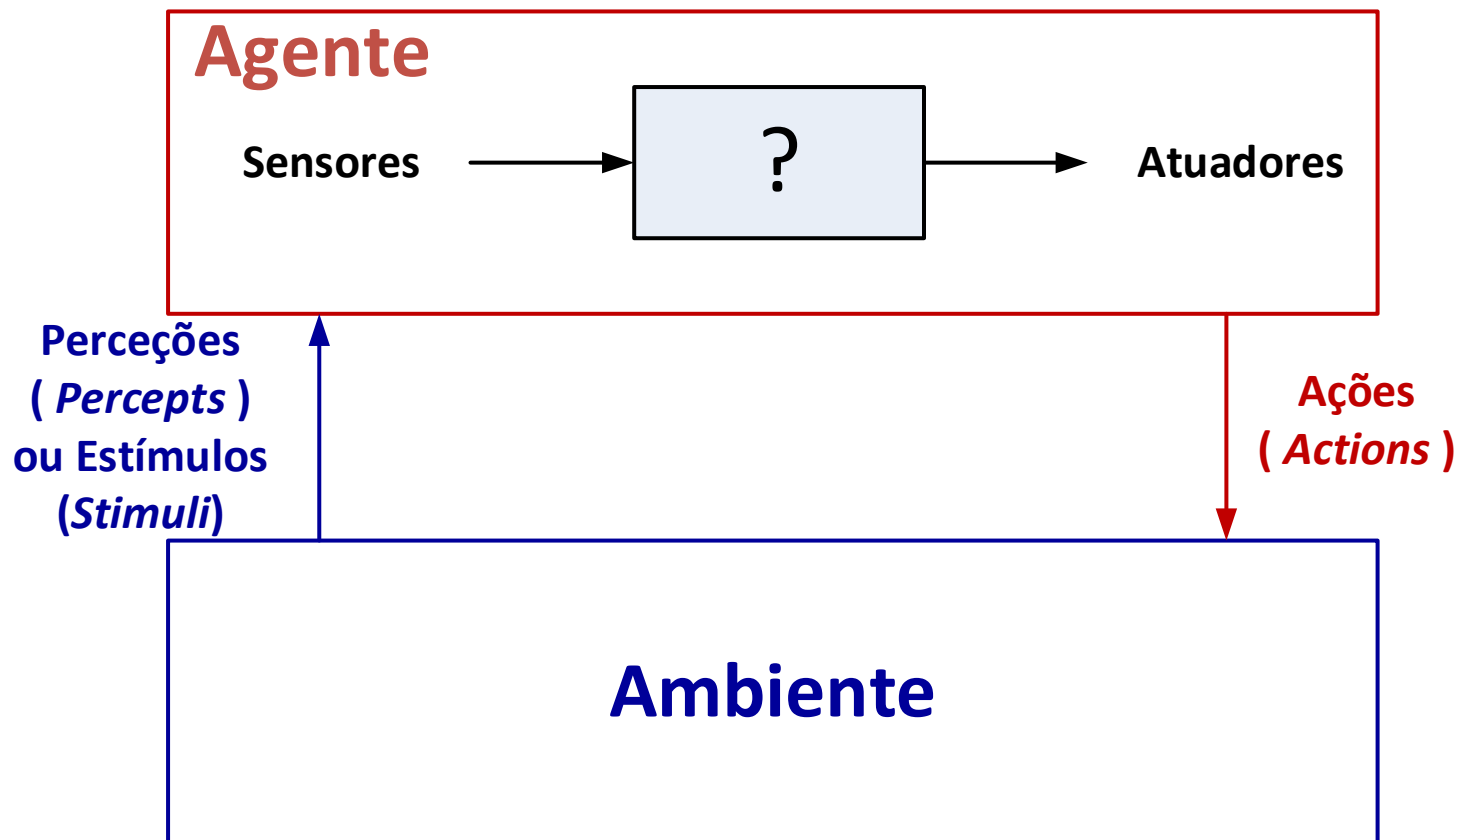 Agente
Sensores
?
Atuadores
Perceções
( Percepts )
ou Estímulos
(Stimuli)
Ações
( Actions )
Ambiente